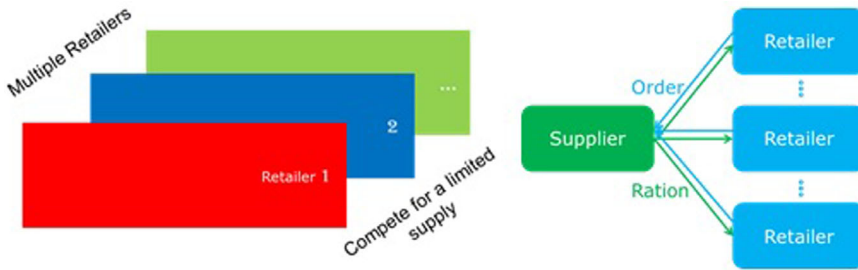 Multiple Retailers
...
2
Retailer 1
Compete for a limited
supply
Retailer
Order
Supplier
Retailer
Ration
Retailer